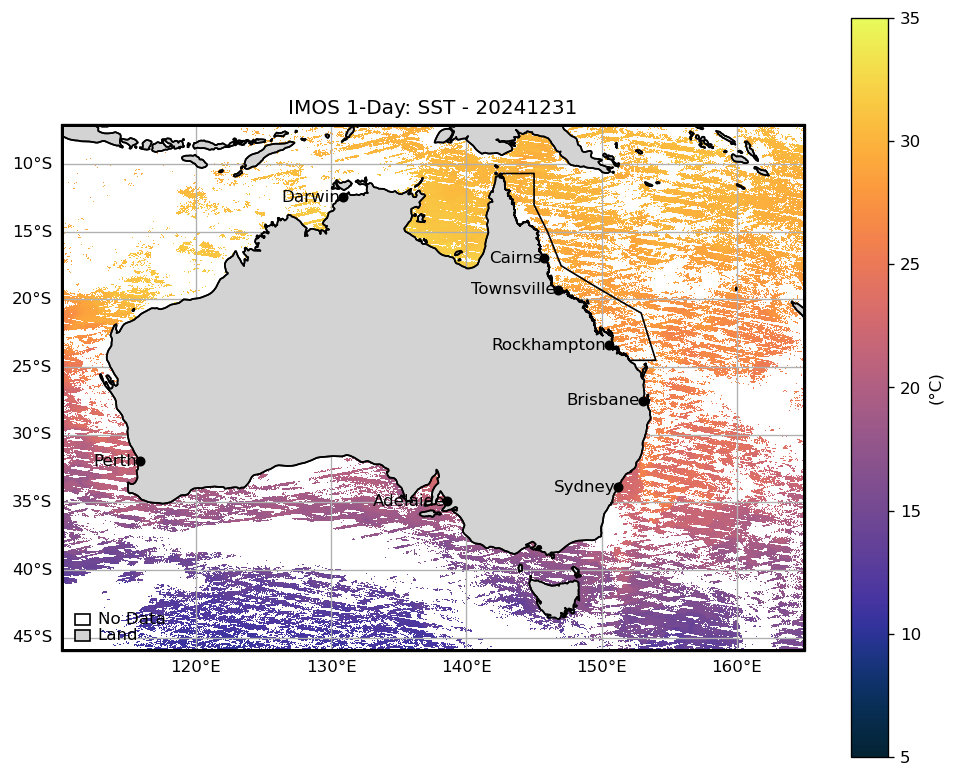 IMOS 1-Day: SST - 20241231
35
30
25
20
15
10
5
(°C)
10°S
15°S
20°S
25°S
30°S
35°S
40°S
45°S
Darwin
Cairns
Townsville
Rockhampton
Brisbane
Perth
Sydney
Adelaide
No Data
Land
120°E
130°E
140°E
150°E
160°E